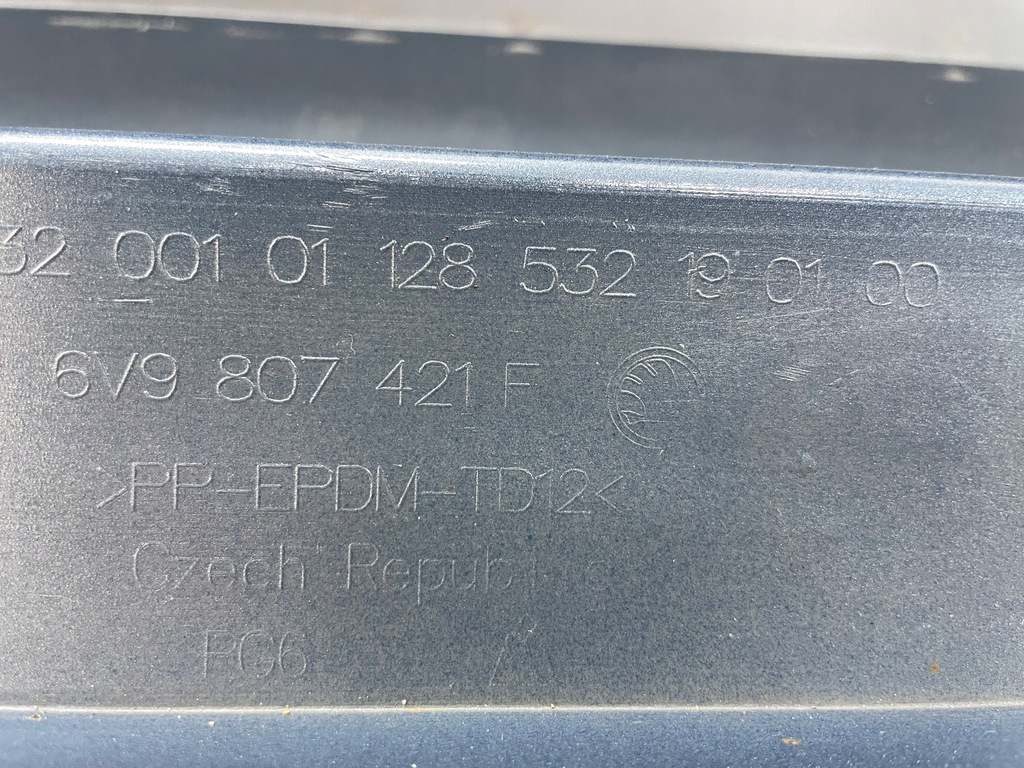 32 001 01 128 532 19 01 00
6V9 807 421 F
>PP-EPDM-TD12<
Czech Republic
PG6